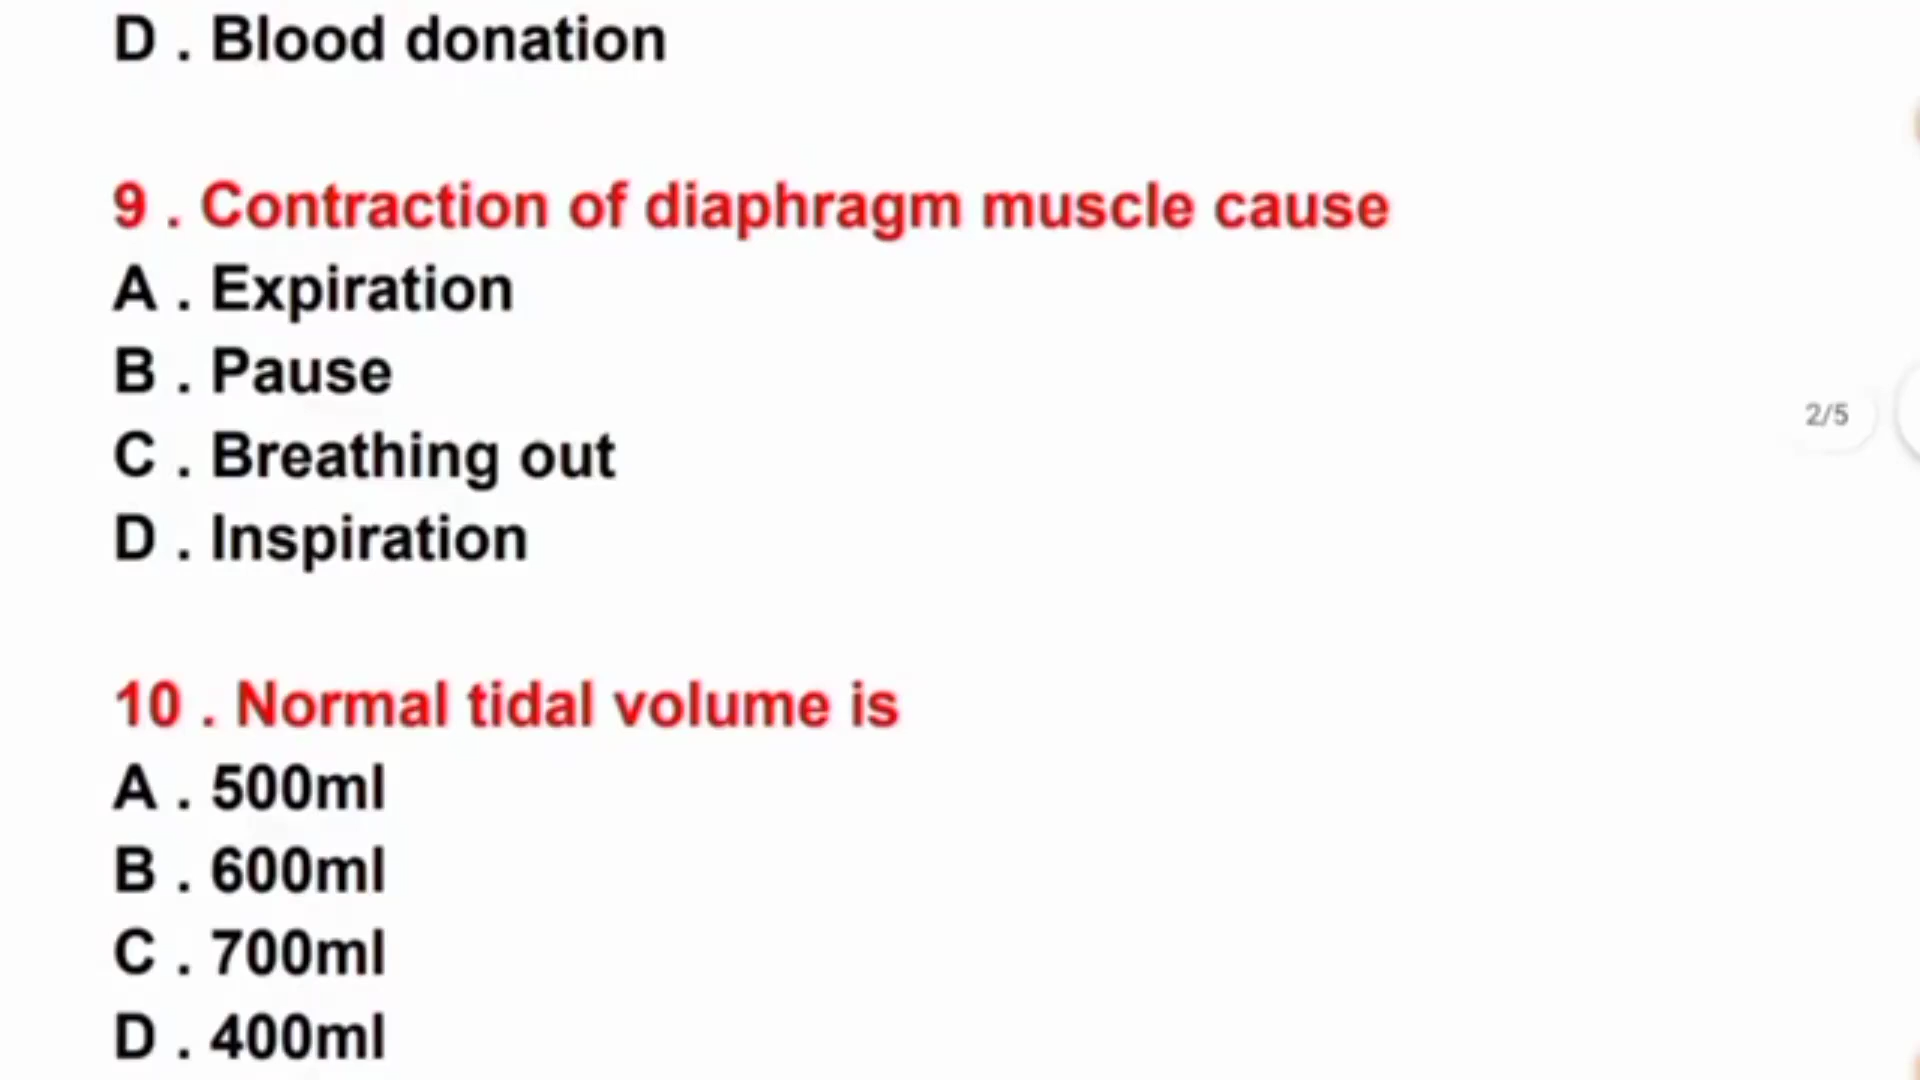 D . Blood donation
9 . Contraction of diaphragm muscle cause
A . Expiration
B . Pause
C . Breathing out
D . Inspiration
2/5
10 . Normal tidal volume is
A . 500ml
B . 600ml
C . 700ml
D . 400ml